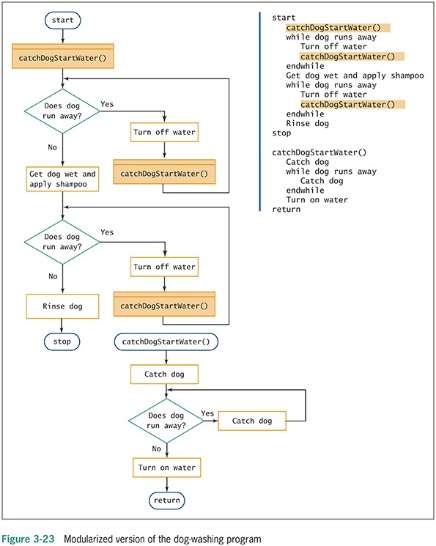 start
catchDogStartWater()
Does dog
run away?
Yes
Turn off water
No
catchDogStartWater()
Get dog wet and
apply shampoo
Does dog
run away?
Yes
Turn off water
No
Rinse dog
catchDogStartWater()
stop
catchDogStartWater()
Catch dog
Does dog
run away?
Yes
Catch dog
No
Turn on water
return
start
catchDogStartWater()
while dog runs away
Turn off water
catchDogStartWater()
endwhile
Get dog wet and apply shampoo
while dog runs away
Turn off water
catchDogStartWater()
endwhile
Rinse dog
stop
catchDogStartWater()
Catch dog
while dog runs away
Catch dog
endwhile
Turn on water
return
Figure 3-23 Modularized version of the dog-washing program